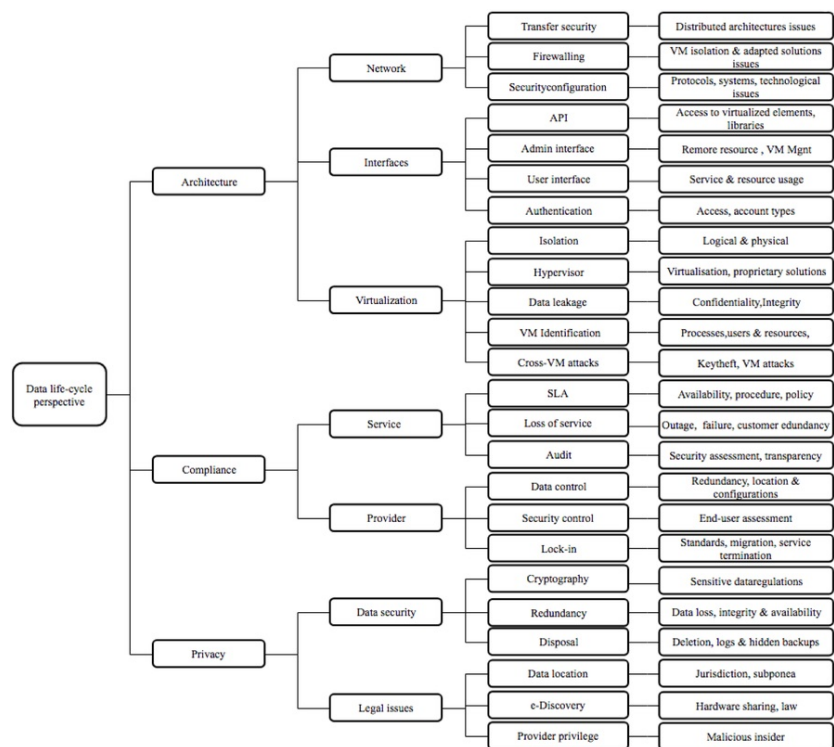 Transfer security
Distributed architectures issues
Network
Firewalling
VM isolation & adapted solutions
issues
Securityconfiguration
Protocols, systems, technological
issues
API
Access to virtualized elements,
libraries
Interfaces
Admin interface
Remore resource , VM Mgnt
Architecture
User interface
Service & resource usage
Authentication
Access, account types
Isolation
Logical & physical
Hypervisor
Virtualisation, proprietary solutions
Virtualization
Data leakage
Confidentiality,Integrity
VM Identification
Processes,users & resources,
Cross-VM attacks
Keytheft, VM attacks
Data life-cycle
perspective
SLA
Availability, procedure, policy
Service
Loss of service
Outage, failure, customer edundancy
Audit
Security assessment, transparency
Compliance
Data control
Redundancy, location &
configurations
Provider
Security control
End-user assessment
Lock-in
Standards, migration, service
termination
Cryptography
Sensitive dataregulations
Data security
Redundancy
Data loss, integrity & availability
Disposal
Deletion, logs & hidden backups
Privacy
Data location
Jurisdiction, subponea
Legal issues
e-Discovery
Hardware sharing, law
Provider privilege
Malicious insider